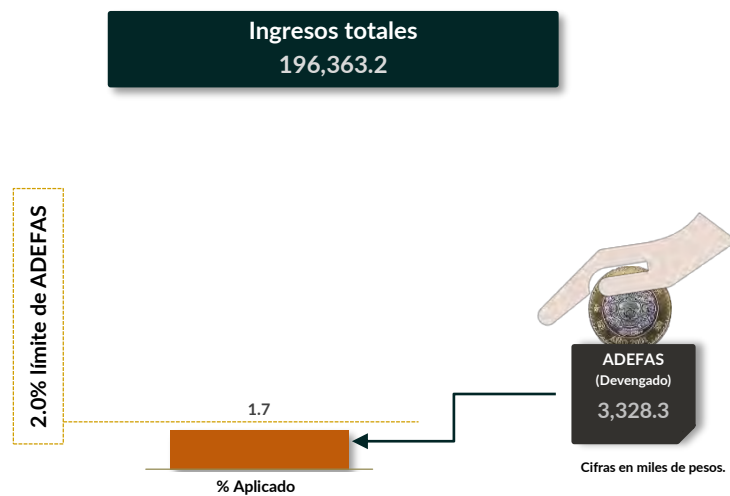 Ingresos totales
196,363.2
2.0% límite de ADEFAS
1.7
% Aplicado
ADEFAS
(Devengado)
3,328.3
Cifras en miles de pesos.